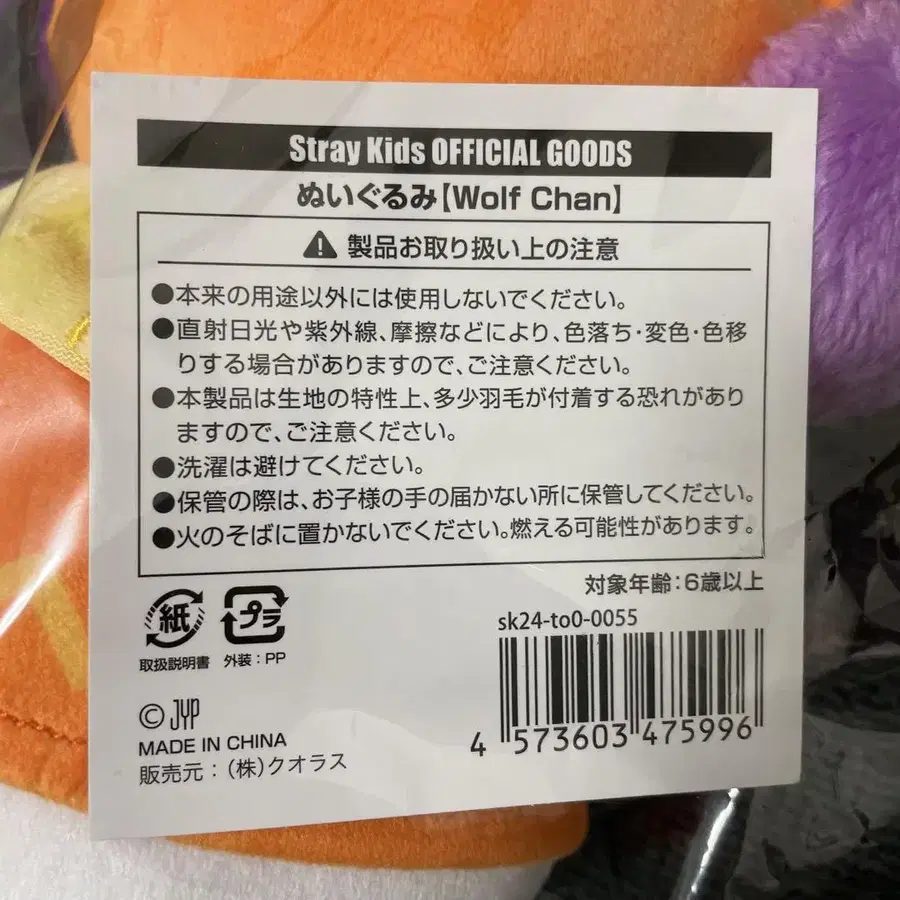 Stray Kids OFFICIAL GOODS
ぬいぐるみ【Wolf Chan】
製品お取り扱い上の注意
●本来の用途以外には使用しないでください。
●直射日光や紫外線、摩擦などにより、色落ち・変色・色移
りする場合がありますので、ご注意ください。
●本製品は生地の特性上、多少羽毛が付着する恐れがあり
ますので、ご注意ください。
●洗濯は避けてください。
●保管の際は、お子様の手の届かない所に保管してください。
●火のそばに置かないでください。燃える可能性があります。
対象年齢：6歳以上
紙
プラ
取扱説明書 外装：PP
sk24-to0-0055
4 573603 475996
© JYP
MADE IN CHINA
販売元：(株)クオラス